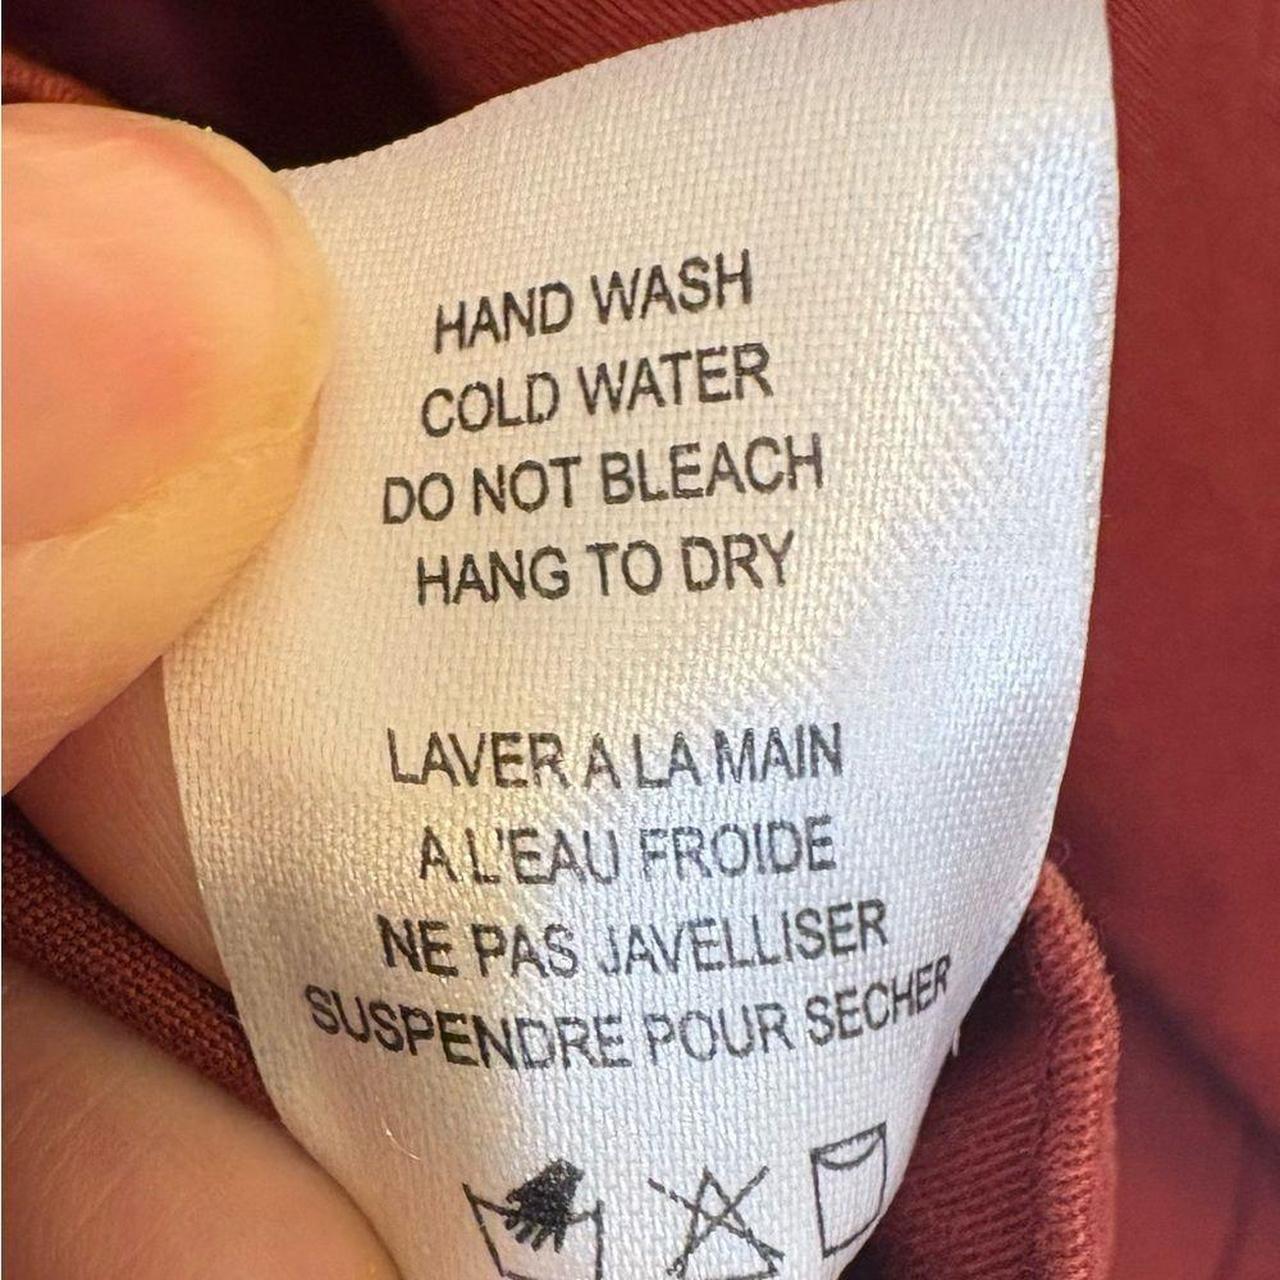 HAND WASH
COLD WATER
DO NOT BLEACH
HANG TO DRY
LAVER A LA MAIN
A L'EAU FROIDE
NE PAS JAVELLISER
SUSPENDRE POUR SECHER